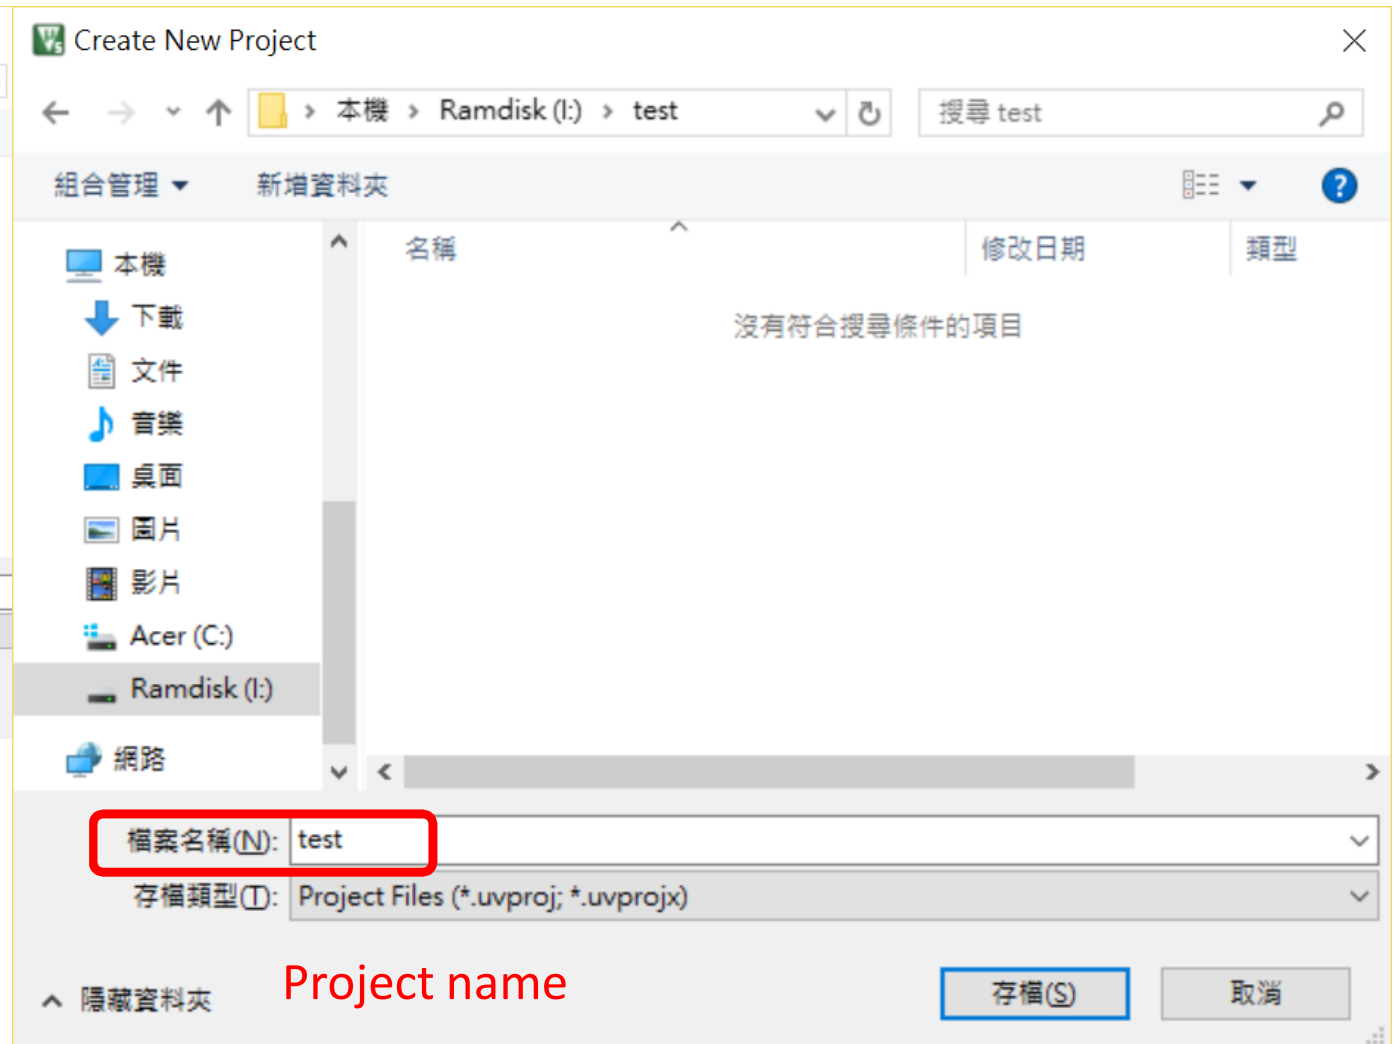 Create New Project
本機 > Ramdisk (I:) > test
搜尋 test
組合管理
新增資料夾
名稱
修改日期
類型
沒有符合搜尋條件的項目
本機
下載
文件
音樂
桌面
圖片
影片
Acer (C:)
Ramdisk (I:)
網路
檔案名稱(N): test
存檔類型(T): Project Files (*.uvproj; *.uvprojx)
Project name
隱藏資料夾
存檔(S)
取消